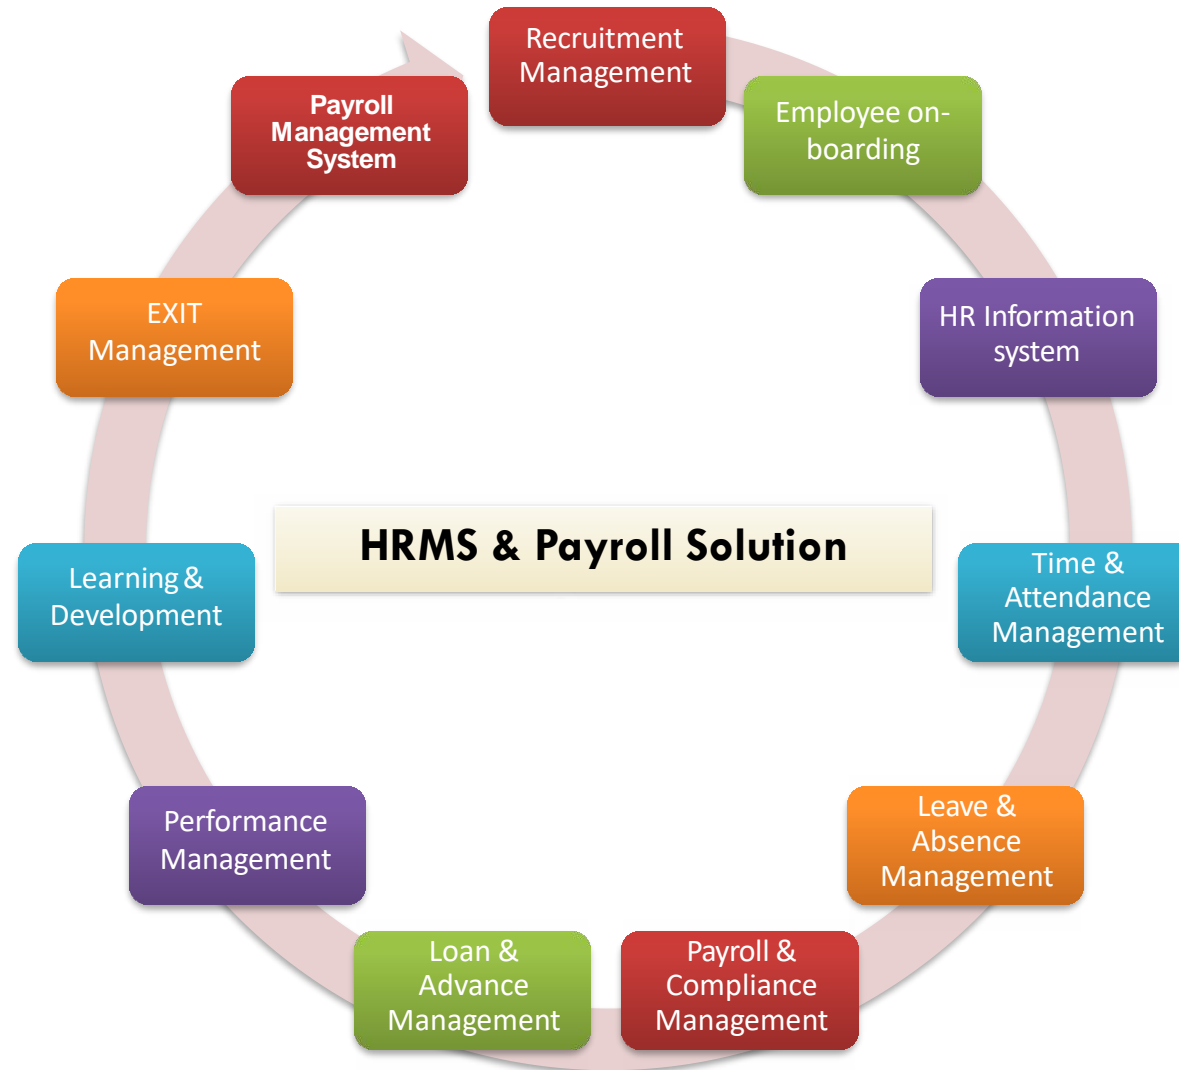 Recruitment
Management
Employee on-
boarding
HR Information
system
Time &
Attendance
Management
Leave &
Absence
Management
Payroll &
Compliance
Management
Loan &
Advance
Management
Performance
Management
Learning &
Development
EXIT
Management
Payroll
Management
System
HRMS & Payroll Solution